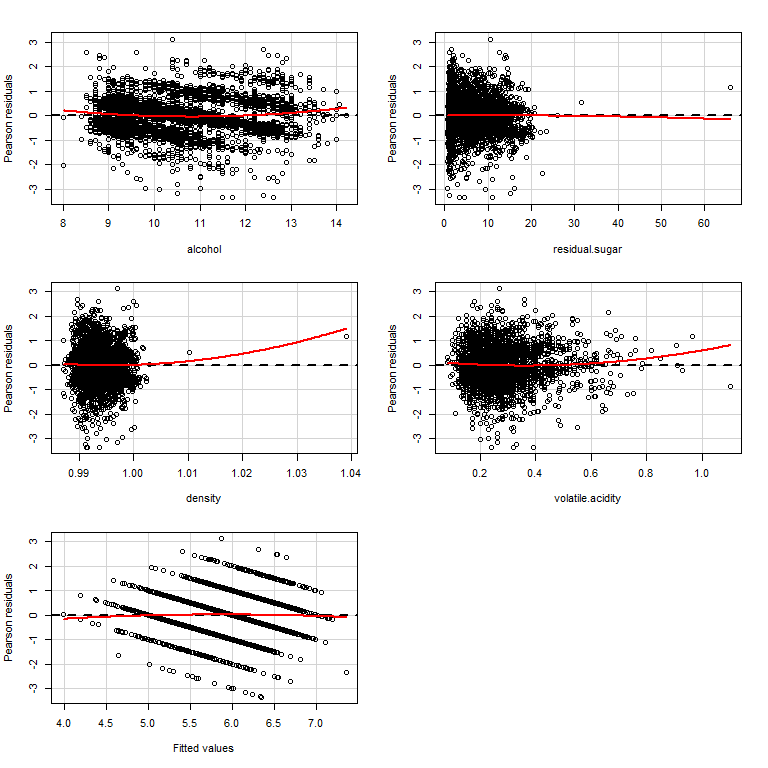 3
2
1
0
-1
-2
-3
Pearson residuals
8 9 10 11 12 13 14
alcohol
3
2
1
0
-1
-2
-3
Pearson residuals
0 10 20 30 40 50 60
residual.sugar
3
2
1
0
-1
-2
-3
Pearson residuals
0.99 1.00 1.01 1.02 1.03 1.04
density
3
2
1
0
-1
-2
-3
Pearson residuals
0.2 0.4 0.6 0.8 1.0
volatile.acidity
3
2
1
0
-1
-2
-3
Pearson residuals
4.0 4.5 5.0 5.5 6.0 6.5 7.0
Fitted values